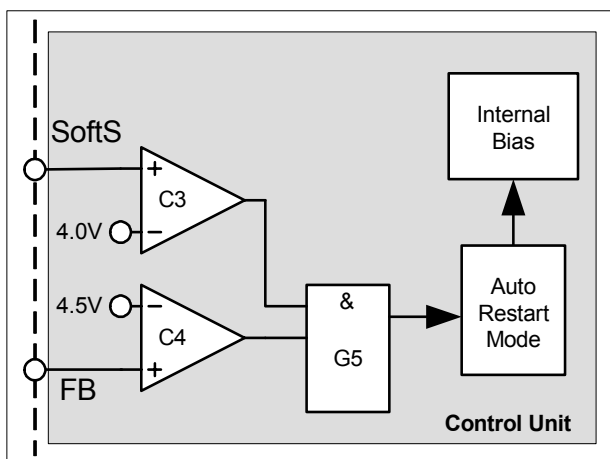 SoftS
+
C3
4.0V
−
4.5V
−
C4
+
FB
&
G5
Internal
Bias
Auto
Restart
Mode
Control Unit